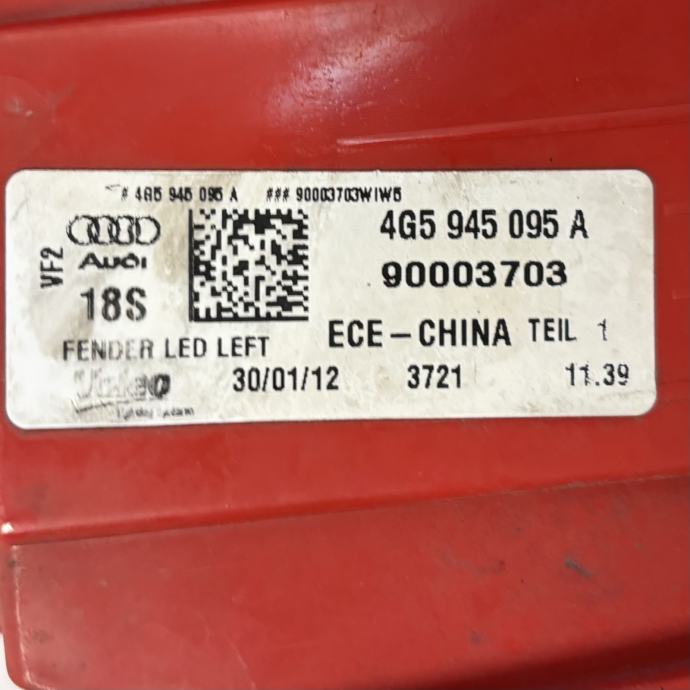 # 4G5 945 095 A ### 90003703WIW5
VF2
Audi
18S
4G5 945 095 A
90003703
FENDER LED LEFT
ECE-CHINA TEIL 1
Valeo
30/01/12 3721 11.39